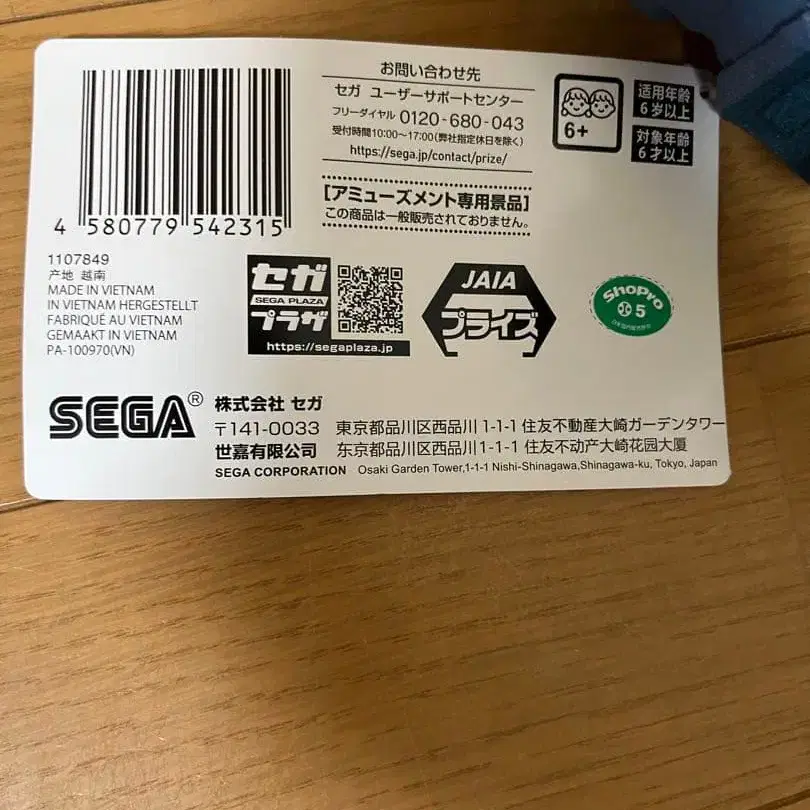 お問い合わせ先
セガ ユーザーサポートセンター
フリーダイヤル 0120-680-043
受付時間10:00～17:00(弊社指定休日を除く)
https://sega.jp/contact/prize/
6+
适用年龄
6岁以上
対象年齢
6才以上
4 580779 542315
[アミューズメント専用景品]
この商品は一般販売されておりません。
1107849
产地 越南
MADE IN VIETNAM
IN VIETNAM HERGESTELLT
FABRIQUÉ AU VIETNAM
GEMAAKT IN VIETNAM
PA-100970(VN)
セガ
SEGA PLAZA
プラザ
https://segaplaza.jp
JAIA
プライズ
ShoPro
5
SEGA®
株式会社 セガ
〒141-0033 東京都品川区西品川1-1-1 住友不動産大崎ガーデンタワー
世嘉有限公司 东京都品川区西品川1-1-1 住友不动产大崎花园大厦
SEGA CORPORATION Osaki Garden Tower,1-1-1 Nishi-Shinagawa,Shinagawa-ku, Tokyo, Japan